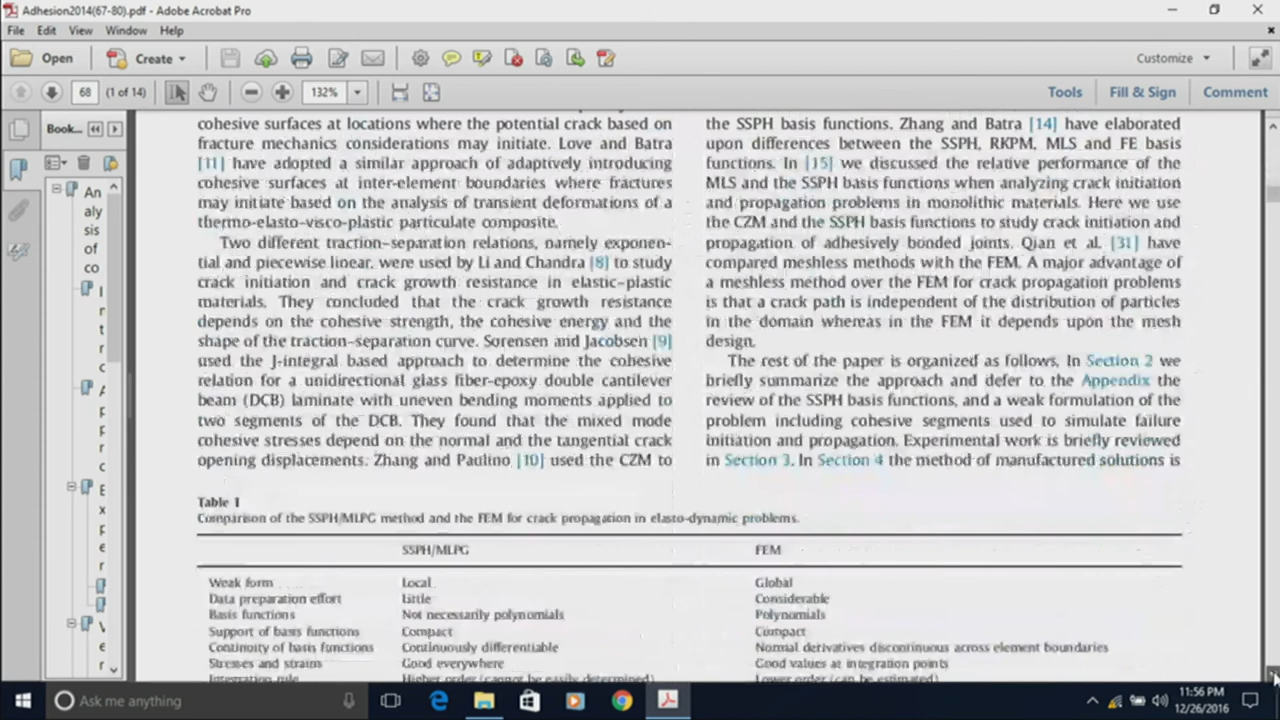 Adhesion2014(67-80).pdf - Adobe Acrobat Pro
File Edit View Window Help
Open Create Customize
68 (1 of 14) 132% Tools Fill & Sign Comment
Book...
An
aly
sis
of
co
I
n
t
r
c
A
p
p
r
c
E
x
p
e
r
V
e
r
cohesive surfaces at locations where the potential crack based on
fracture mechanics considerations may initiate. Love and Batra
[11] have adopted a similar approach of adaptively introducing
cohesive surfaces at inter-element boundaries where fractures
may initiate based on the analysis of transient deformations of a
thermo-elasto-visco-plastic particulate composite.
Two different traction–separation relations, namely exponen-
tial and piecewise linear, were used by Li and Chandra [8] to study
crack initiation and crack growth resistance in elastic–plastic
materials. They concluded that the crack growth resistance
depends on the cohesive strength, the cohesive energy and the
shape of the traction–separation curve. Sørensen and Jacobsen [9]
used the J-integral based approach to determine the cohesive
relation for a unidirectional glass fiber-epoxy double cantilever
beam (DCB) laminate with uneven bending moments applied to
two segments of the DCB. They found that the mixed mode
cohesive stresses depend on the normal and the tangential crack
opening displacements. Zhang and Paulino [10] used the CZM to
the SSPH basis functions. Zhang and Batra [14] have elaborated
upon differences between the SSPH, RKPM, MLS and FE basis
functions. In [15] we discussed the relative performance of the
MLS and the SSPH basis functions when analyzing crack initiation
and propagation problems in monolithic materials. Here we use
the CZM and the SSPH basis functions to study crack initiation and
propagation of adhesively bonded joints. Qian et al. [31] have
compared meshless methods with the FEM. A major advantage of
a meshless method over the FEM for crack propagation problems
is that a crack path is independent of the distribution of particles
in the domain whereas in the FEM it depends upon the mesh
design.
The rest of the paper is organized as follows. In Section 2 we
briefly summarize the approach and defer to the Appendix the
review of the SSPH basis functions, and a weak formulation of the
problem including cohesive segments used to simulate failure
initiation and propagation. Experimental work is briefly reviewed
in Section 3. In Section 4 the method of manufactured solutions is
Table 1
Comparison of the SSPH/MLPG method and the FEM for crack propagation in elasto-dynamic problems.
SSPH/MLPG FEM
Weak form Local Global
Data preparation effort Little Considerable
Basis functions Not necessarily polynomials Polynomials
Support of basis functions Compact Compact
Continuity of basis functions Continuously differentiable Normal derivatives discontinuous across element boundaries
Stresses and strains Good everywhere Good values at integration points
Integration rule Higher order (cannot be easily determined) Lower order (can be estimated)
Ask me anything
11:56 PM
12/26/2016